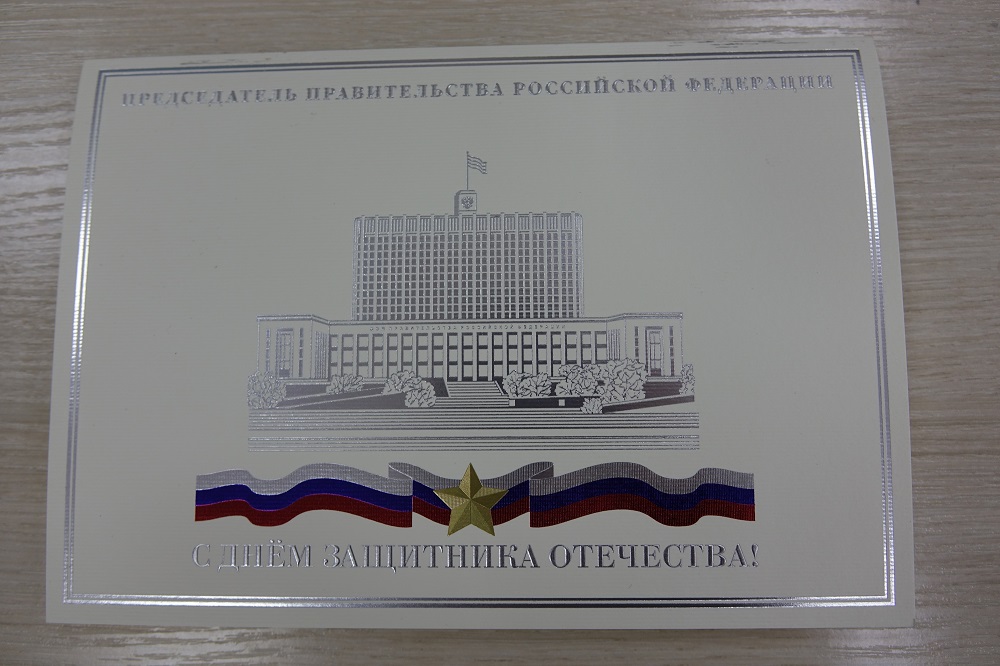 ПРЕДСЕДАТЕЛЬ ПРАВИТЕЛЬСТВА РОССИЙСКОЙ ФЕДЕРАЦИИ
С ДНЁМ ЗАЩИТНИКА ОТЕЧЕСТВА!